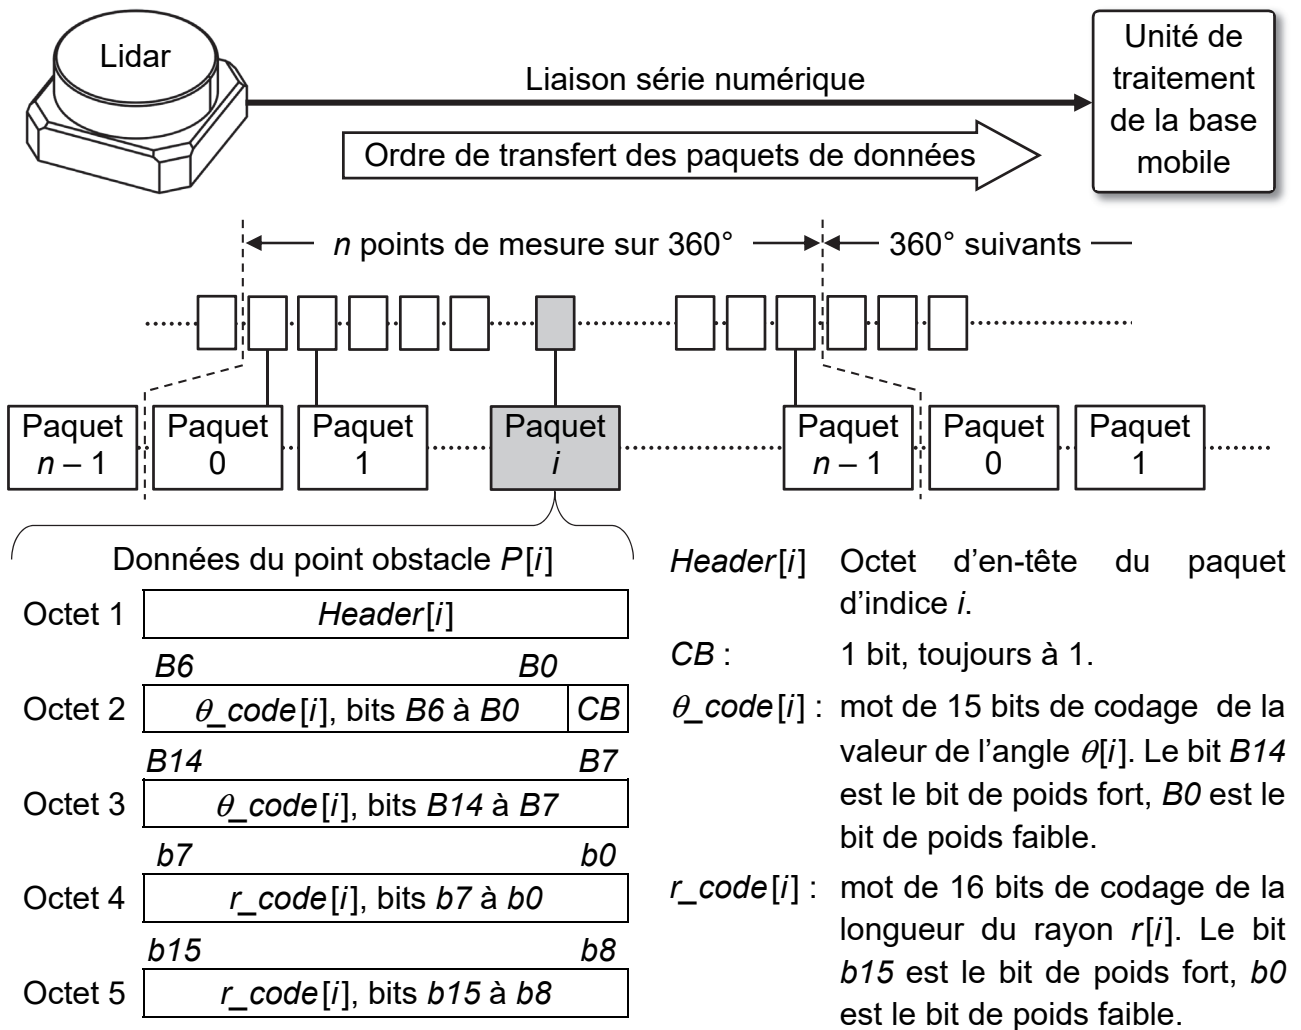 Lidar
Liaison série numérique
Ordre de transfert des paquets de données
Unité de
traitement
de la base
mobile
n points de mesure sur 360°
360° suivants
Paquet
n – 1
Paquet
0
Paquet
1
Paquet
i
Paquet
n – 1
Paquet
0
Paquet
1
Données du point obstacle P[i]
Octet 1 Header[i]
B6 B0
Octet 2 θ_code[i], bits B6 à B0 CB
B14 B7
Octet 3 θ_code[i], bits B14 à B7
b7 b0
Octet 4 r_code[i], bits b7 à b0
b15 b8
Octet 5 r_code[i], bits b15 à b8
Header[i] Octet d'en-tête du paquet
d'indice i.
CB : 1 bit, toujours à 1.
θ_code[i] : mot de 15 bits de codage de la
valeur de l'angle θ[i]. Le bit B14
est le bit de poids fort, B0 est le
bit de poids faible.
r_code[i] : mot de 16 bits de codage de la
longueur du rayon r[i]. Le bit
b15 est le bit de poids fort, b0
est le bit de poids faible.